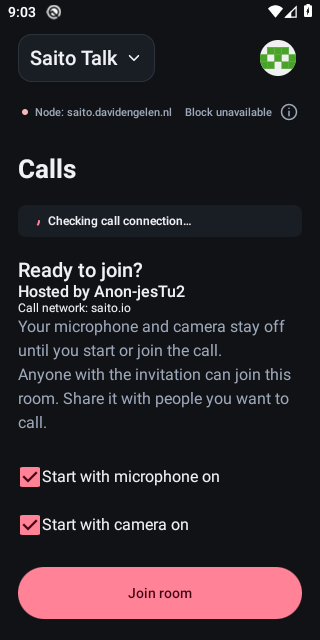 9:03
Saito Talk
Node: saito.davidengelen.nl Block unavailable
Calls
Checking call connection...
Ready to join?
Hosted by Anon-jesTu2
Call network: saito.io
Your microphone and camera stay off
until you start or join the call.
Anyone with the invitation can join this
room. Share it with people you want to
call.
Start with microphone on
Start with camera on
Join room